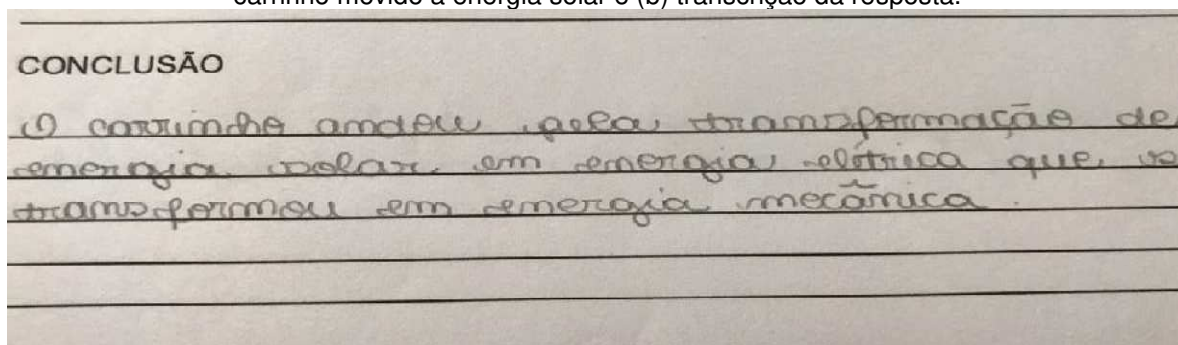 carrinho movido a energia solar e (b) transcrição da resposta.
CONCLUSÃO
O carrinho andou pela transformação de
energia solar em energia elétrica que se
transformou em energia mecânica.